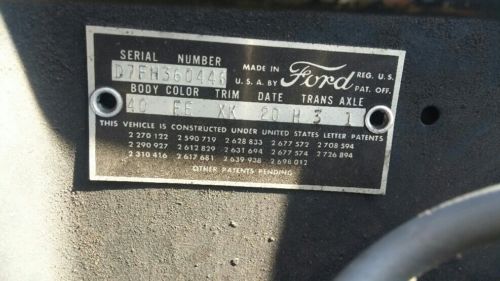 SERIAL NUMBER MADE IN Ford REG. U.S.
D7FH360446 U.S.A. BY PAT. OFF.
BODY COLOR TRIM DATE TRANS AXLE
40 EE XK 20 H 3 1
THIS VEHICLE IS CONSTRUCTED UNDER UNITED STATES LETTER PATENTS
2 270 122 2 590 719 2 628 833 2 677 572 2 708 594
2 290 927 2 612 829 2 631 694 2 677 574 2 726 894
2 310 416 2 617 681 2 639 938 2 698 012
OTHER PATENTS PENDING